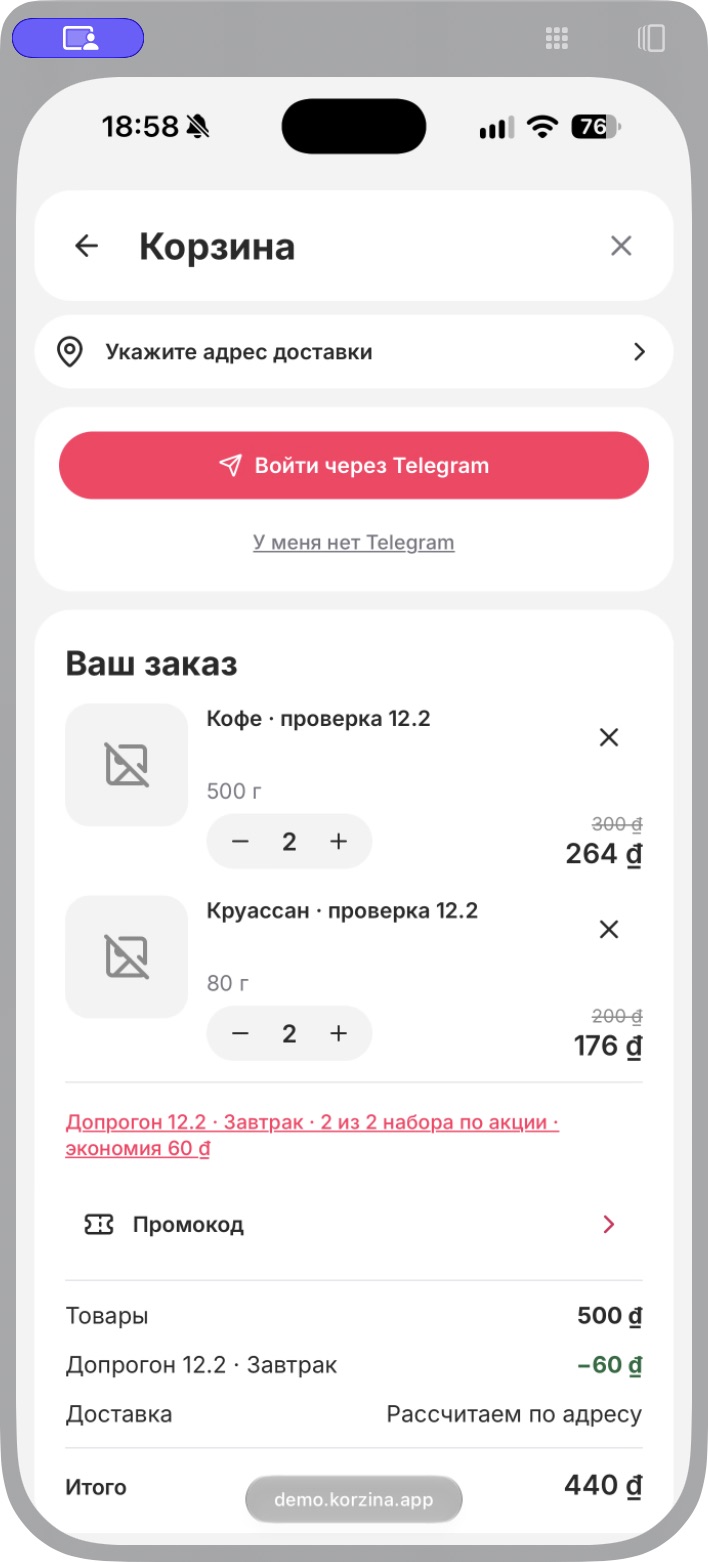 18:58
76
Корзина
Укажите адрес доставки
Войти через Telegram
У меня нет Telegram
Ваш заказ
Кофе · проверка 12.2
500 г
2
300 ₫
264 ₫
Круассан · проверка 12.2
80 г
2
200 ₫
176 ₫
Допрогон 12.2 · Завтрак · 2 из 2 набора по акции ·
экономия 60 ₫
Промокод
Товары 500 ₫
Допрогон 12.2 · Завтрак −60 ₫
Доставка Рассчитаем по адресу
Итого 440 ₫
demo.korzina.app